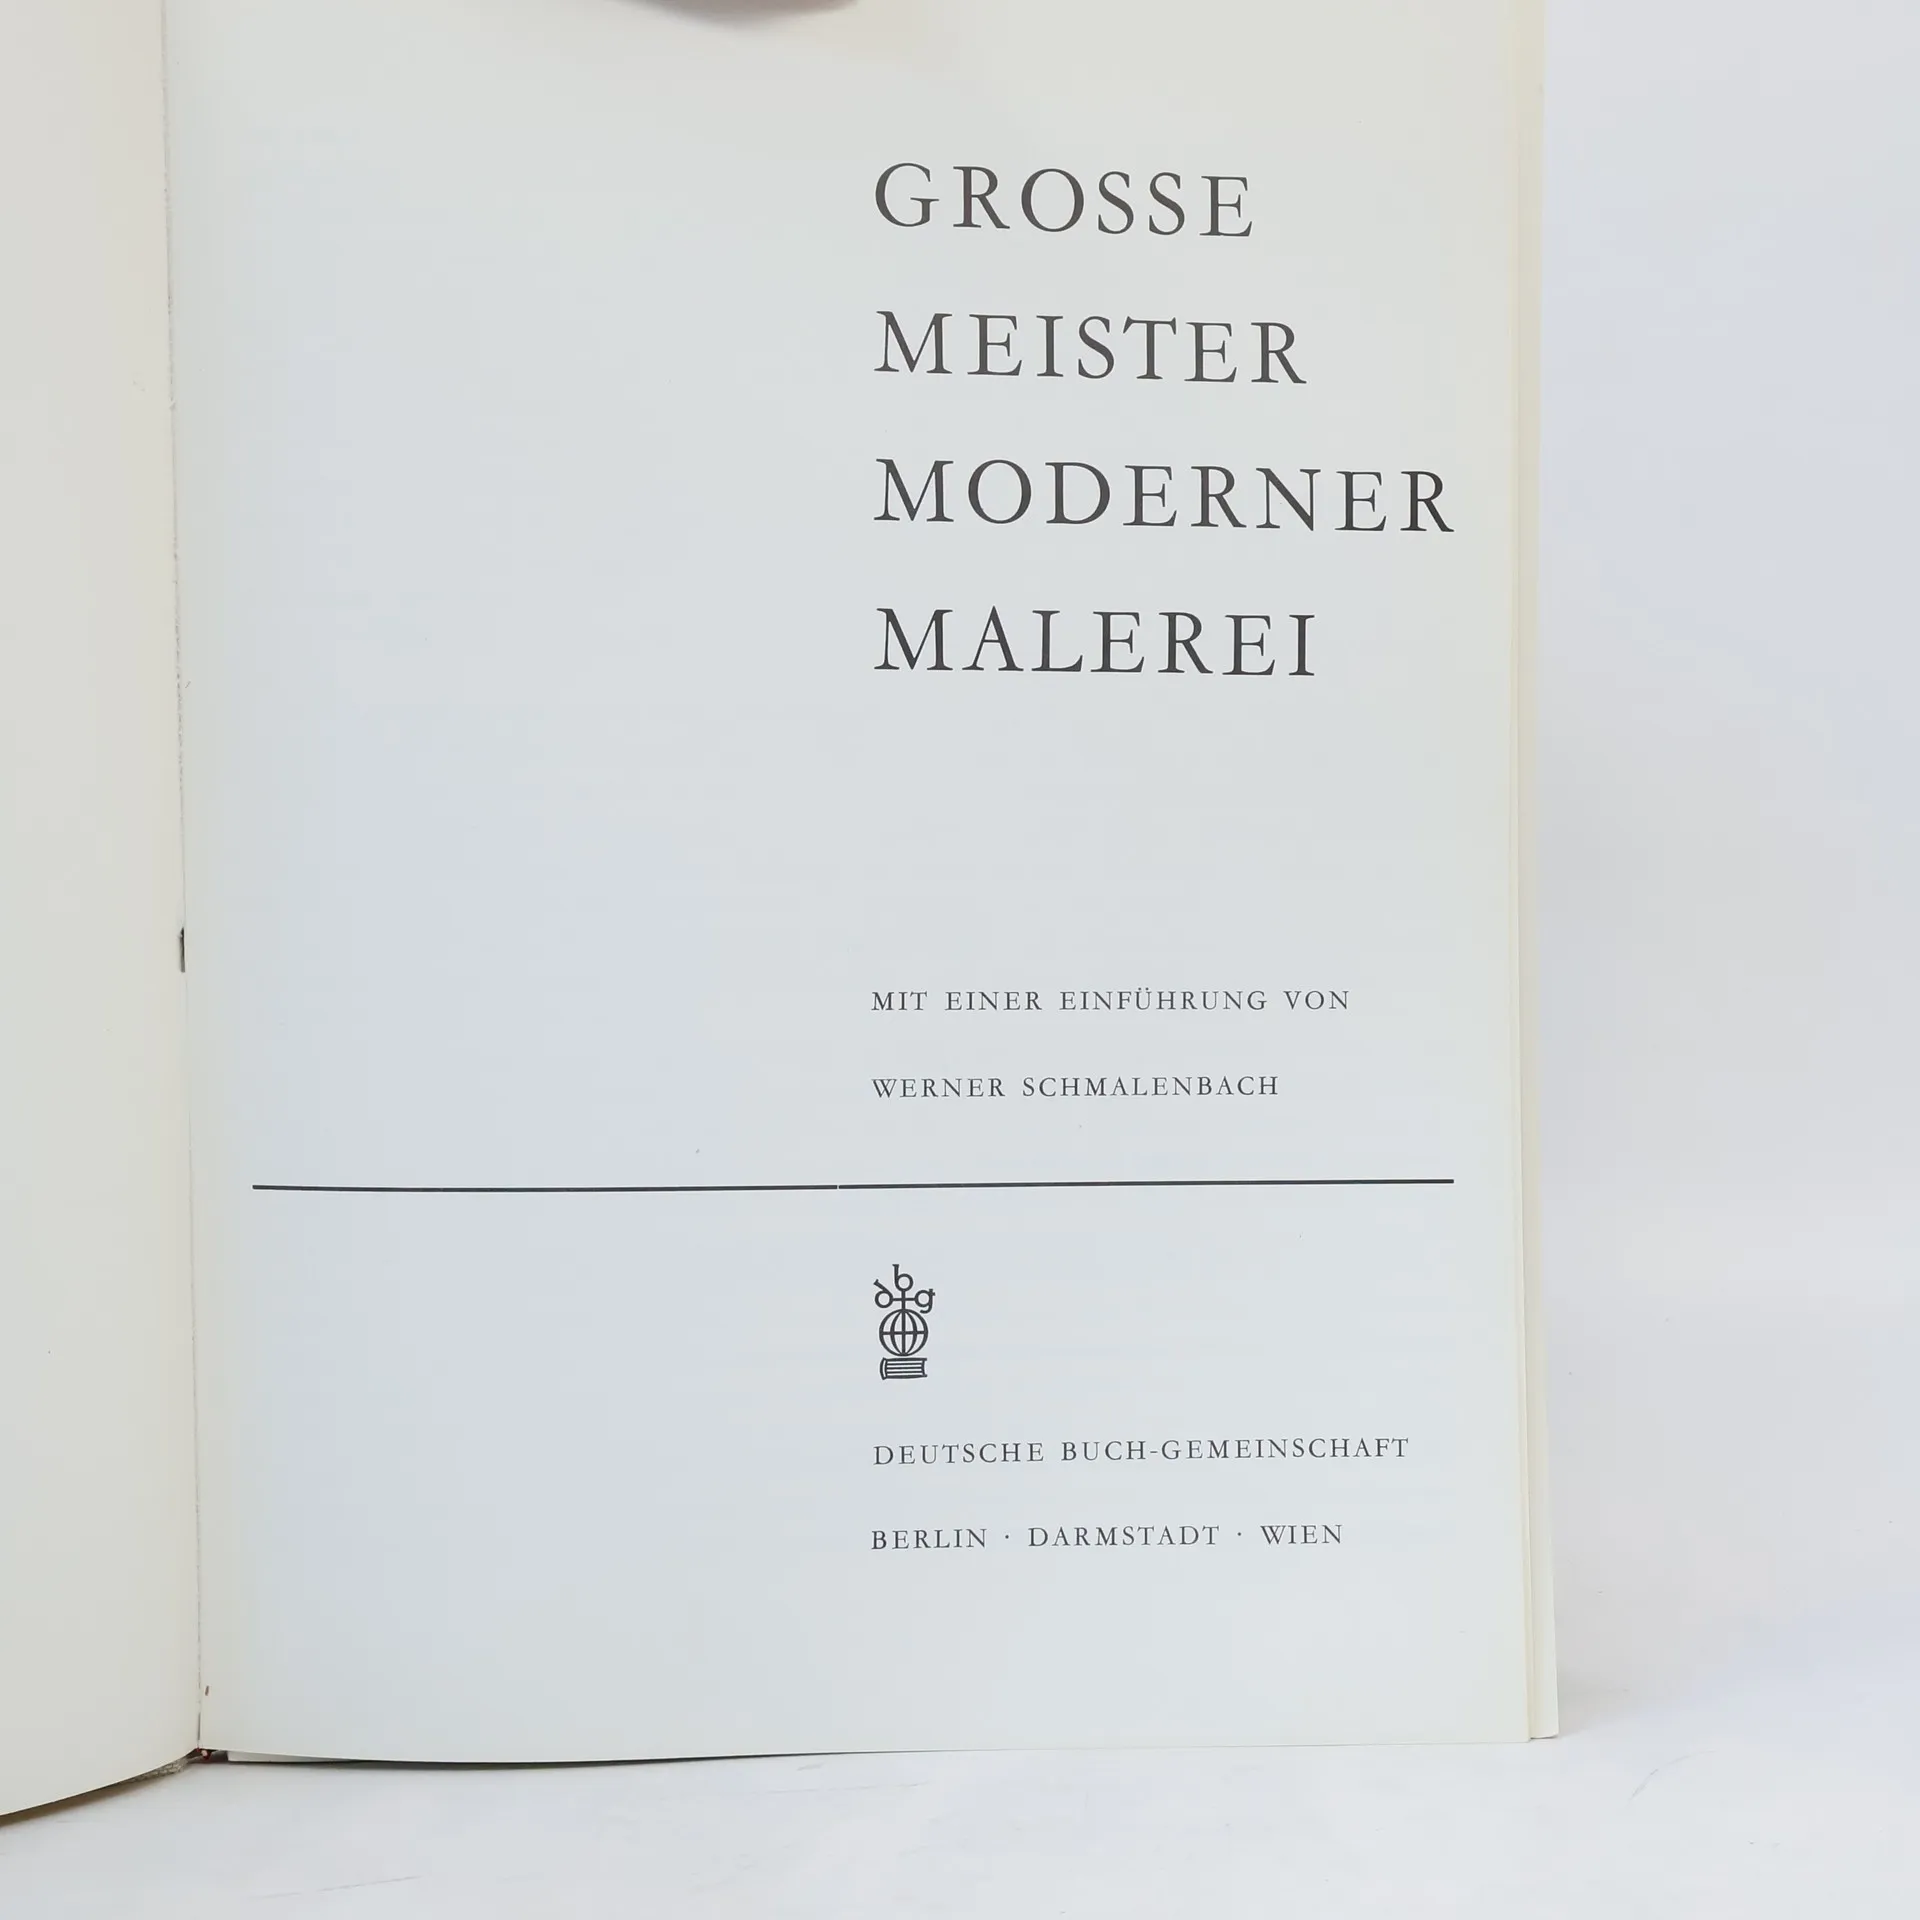 GROSSE
MEISTER
MODERNER
MALEREI
MIT EINER EINFÜHRUNG VON
WERNER SCHMALENBACH
dbg
DEUTSCHE BUCH-GEMEINSCHAFT
BERLIN · DARMSTADT · WIEN